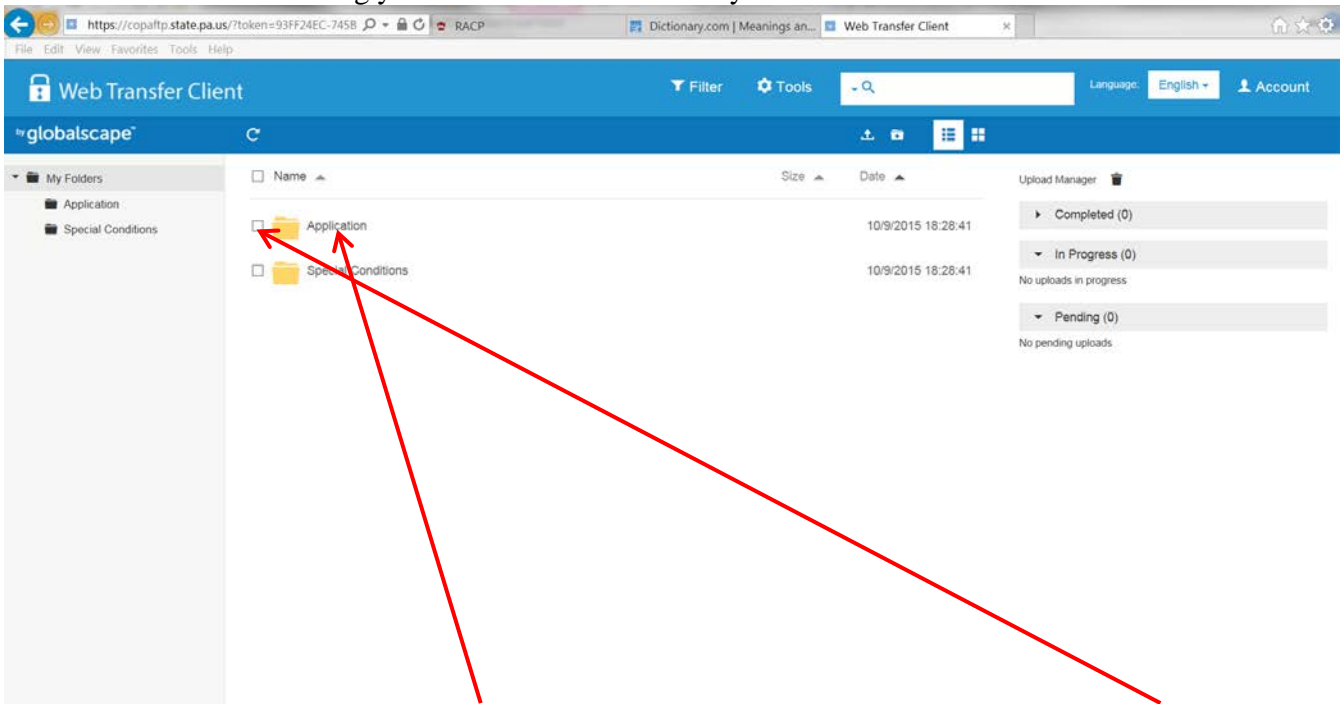 https://copaftp.state.pa.us/?token=93FF24EC-745B RACP Dictionary.com | Meanings an... Web Transfer Client
File Edit View Favorites Tools Help
Web Transfer Client Filter Tools Language: English Account
by globalscape
My Folders Name Size Date Upload Manager
Application
Special Conditions
Application 10/9/2015 18:28:41
Special Conditions 10/9/2015 18:28:41
Completed (0)
In Progress (0)
No uploads in progress
Pending (0)
No pending uploads